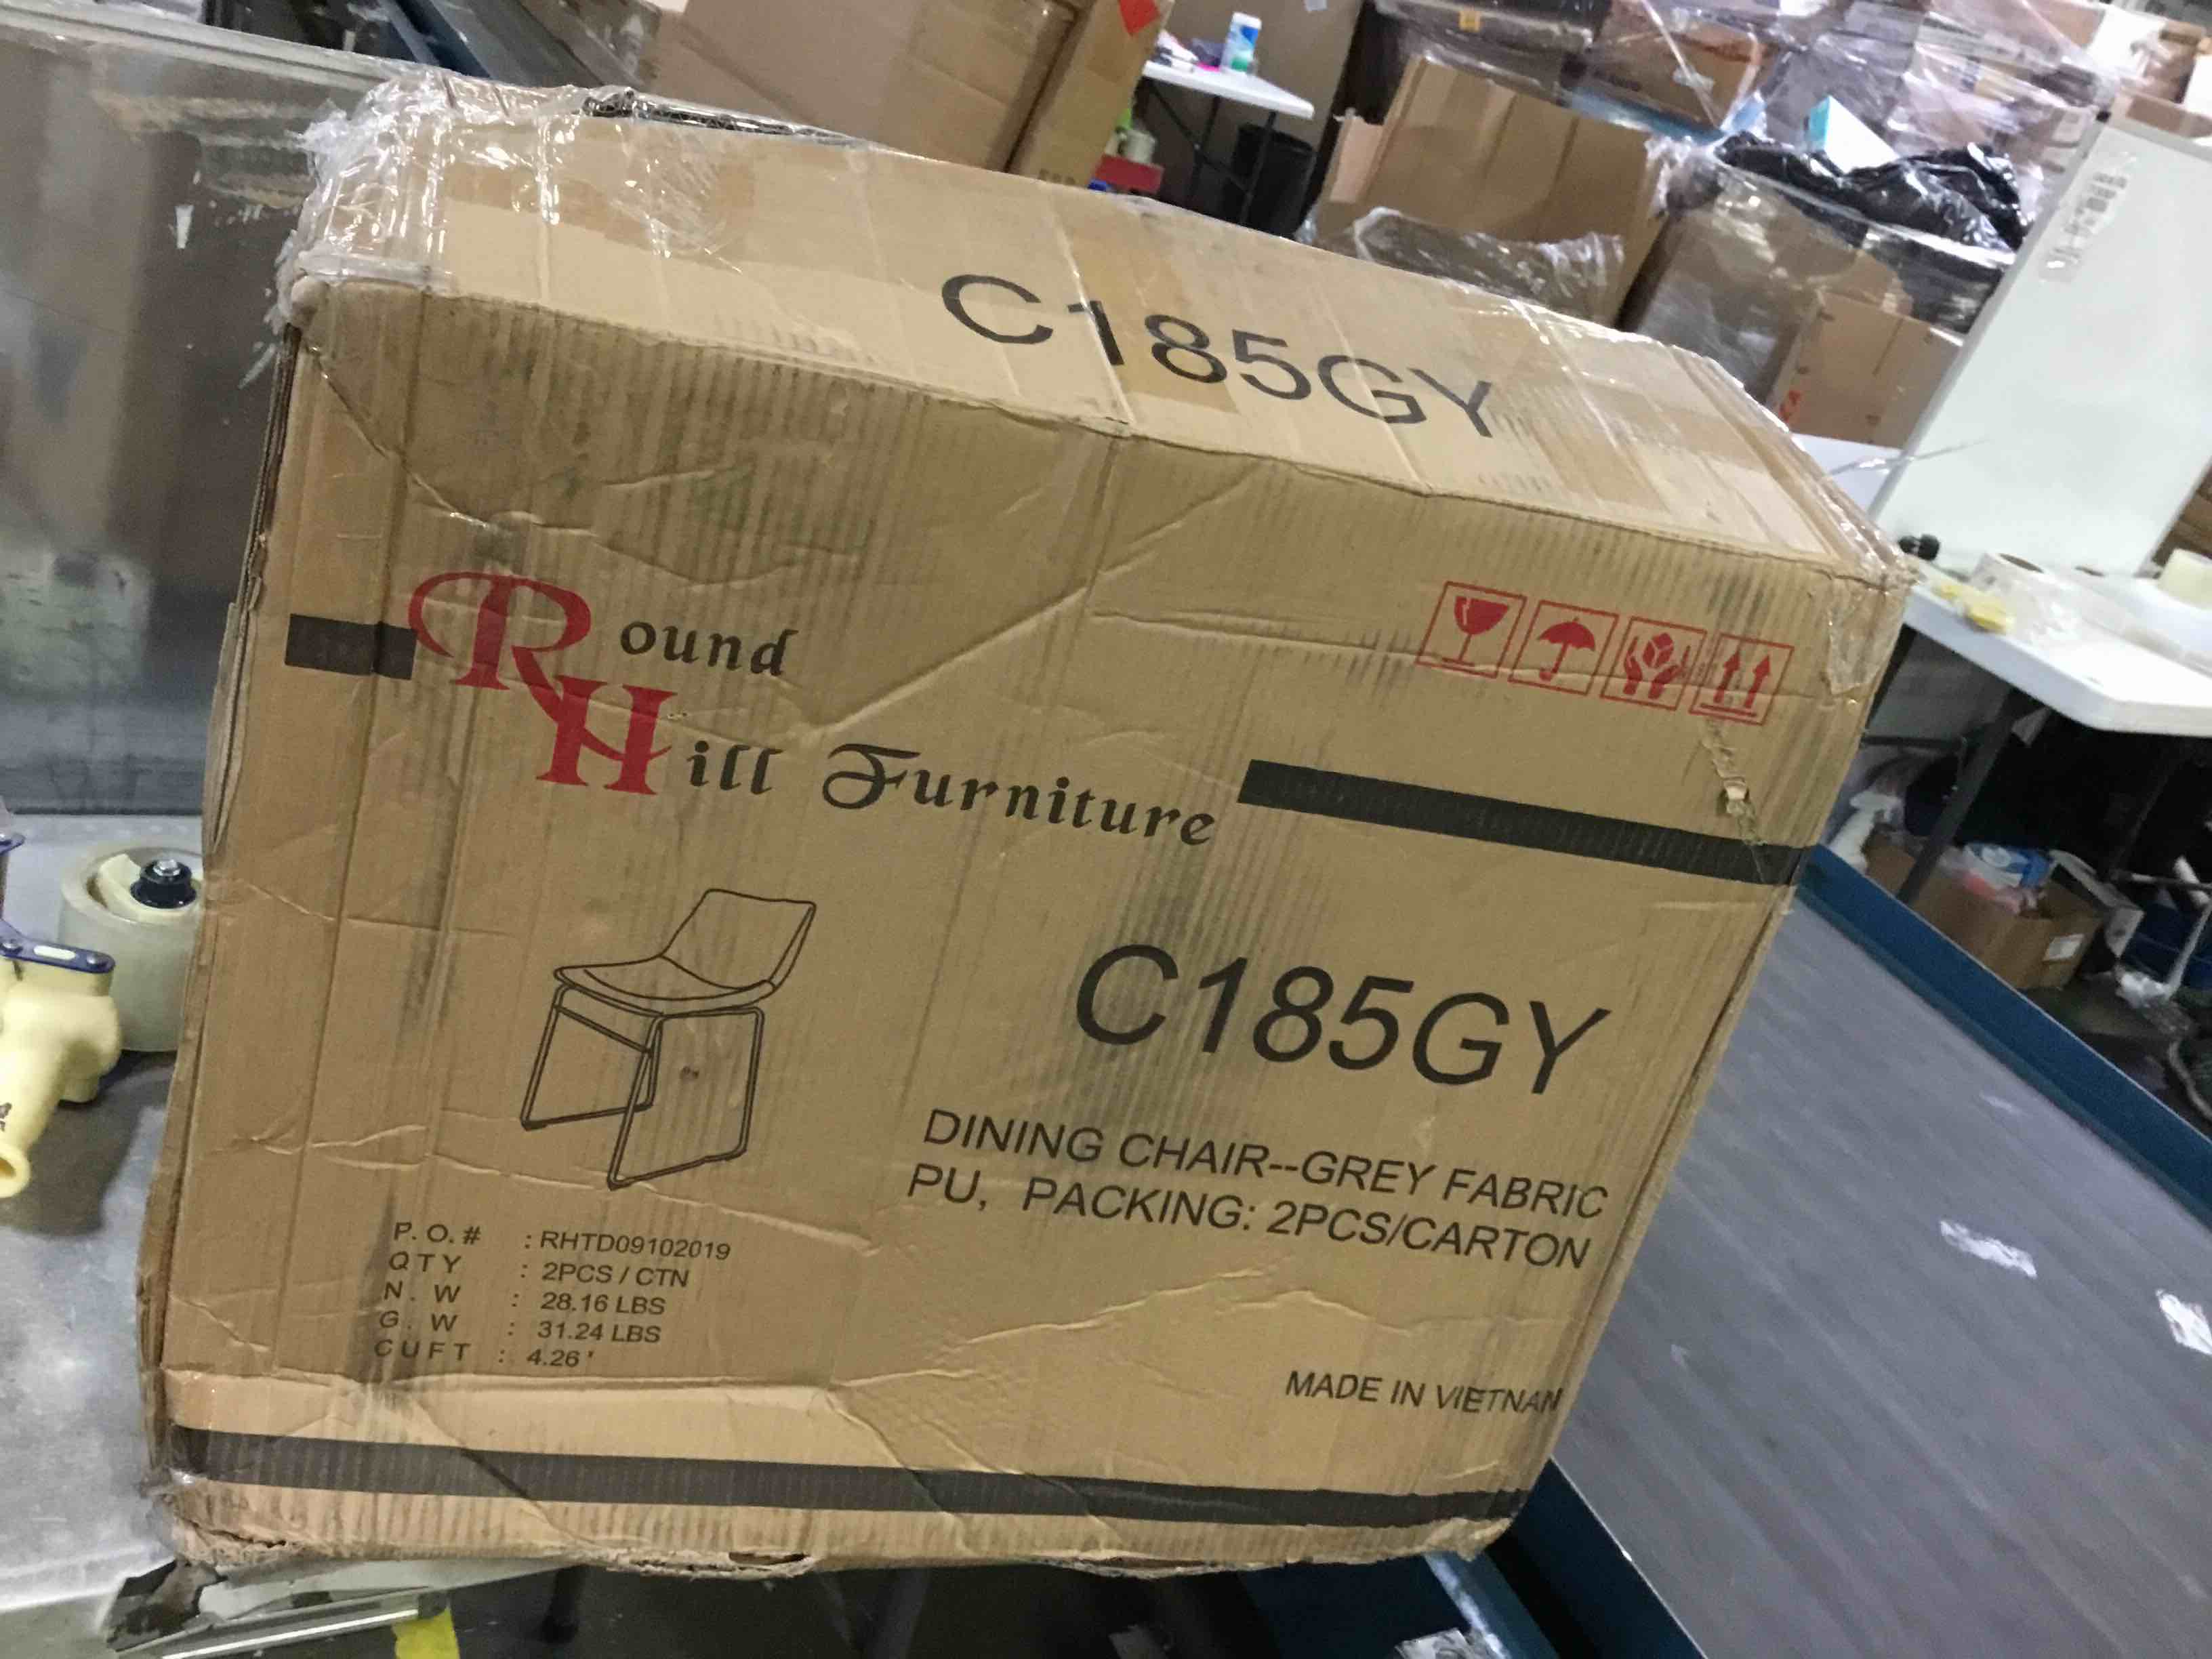 C185GY
Round
Hill Furniture
C185GY
DINING CHAIR--GREY FABRIC
PU, PACKING: 2PCS/CARTON
P.O.# : RHTD09102019
QTY : 2PCS / CTN
N.W : 28.16 LBS
G.W : 31.24 LBS
CUFT : 4.26'
MADE IN VIETNAM